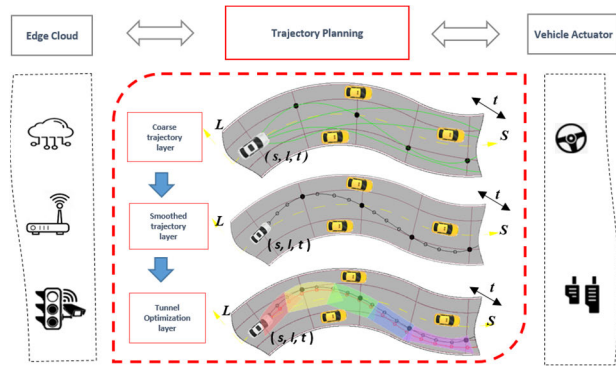 Edge Cloud
Trajectory Planning
Vehicle Actuator
Coarse
trajectory
layer
L
(s, l, t)
t
S
Smoothed
trajectory
layer
L
(s, l, t)
t
S
Tunnel
Optimization
layer
L
(s, l, t)
t
S